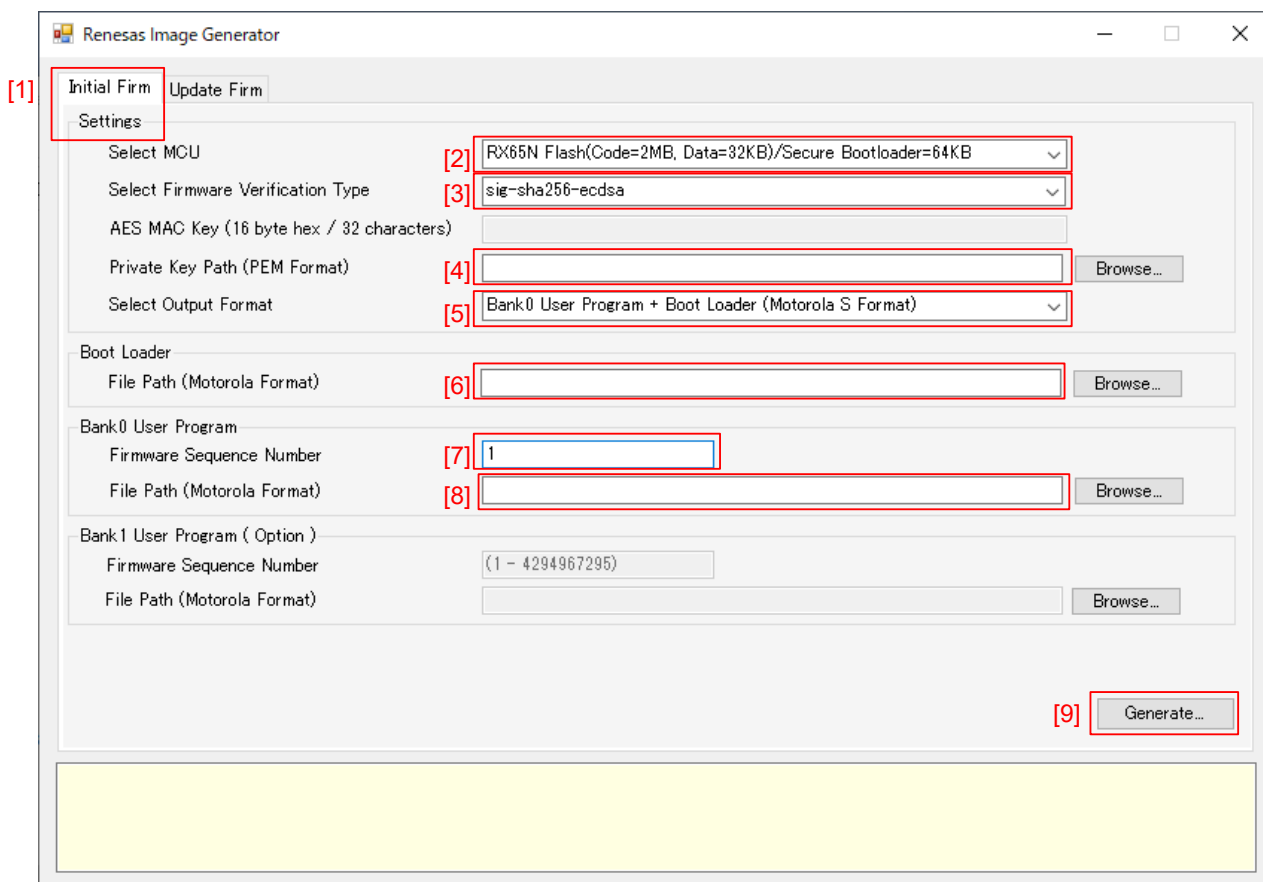 Renesas Image Generator
[1] Initial Firm Update Firm
Settings
Select MCU [2] RX65N Flash(Code=2MB, Data=32KB)/Secure Bootloader=64KB
Select Firmware Verification Type [3] sig-sha256-ecdsa
AES MAC Key (16 byte hex / 32 characters)
Private Key Path (PEM Format) [4] Browse...
Select Output Format [5] Bank0 User Program + Boot Loader (Motorola S Format)
Boot Loader
File Path (Motorola Format) [6] Browse...
Bank0 User Program
Firmware Sequence Number [7] 1
File Path (Motorola Format) [8] Browse...
Bank1 User Program ( Option )
Firmware Sequence Number (1 - 4294967295)
File Path (Motorola Format) Browse...
[9] Generate...